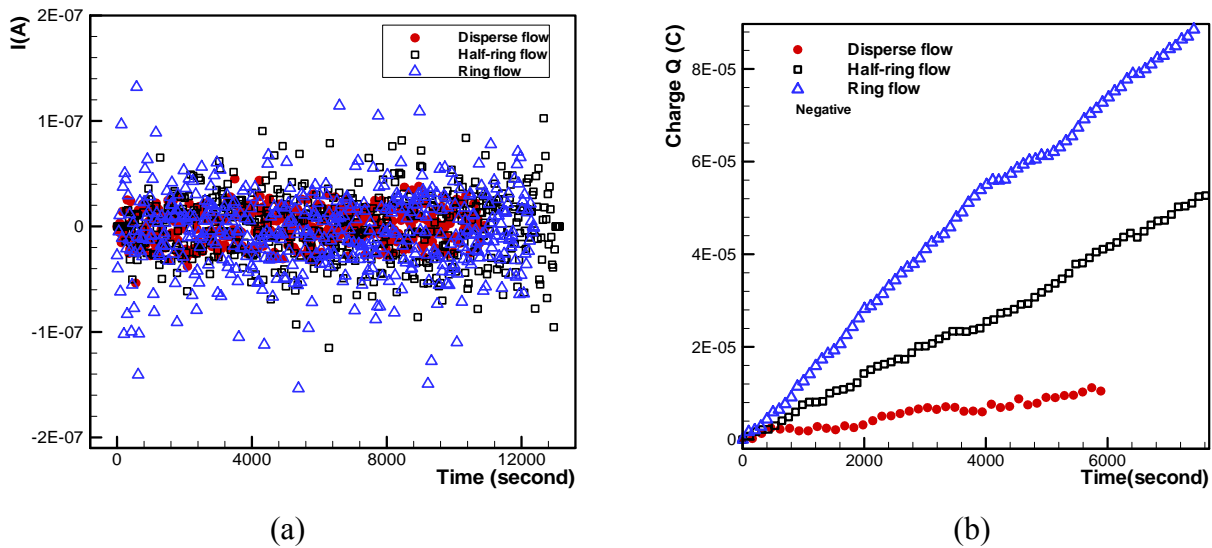 I(A)
2E-07
1E-07
0
-1E-07
-2E-07
Disperse flow
Half-ring flow
Ring flow
0 4000 8000 12000
Time (second)
(a)
Charge Q (C)
8E-05
6E-05
4E-05
2E-05
0
Disperse flow
Half-ring flow
Ring flow
Negative
0 2000 4000 6000
Time(second)
(b)